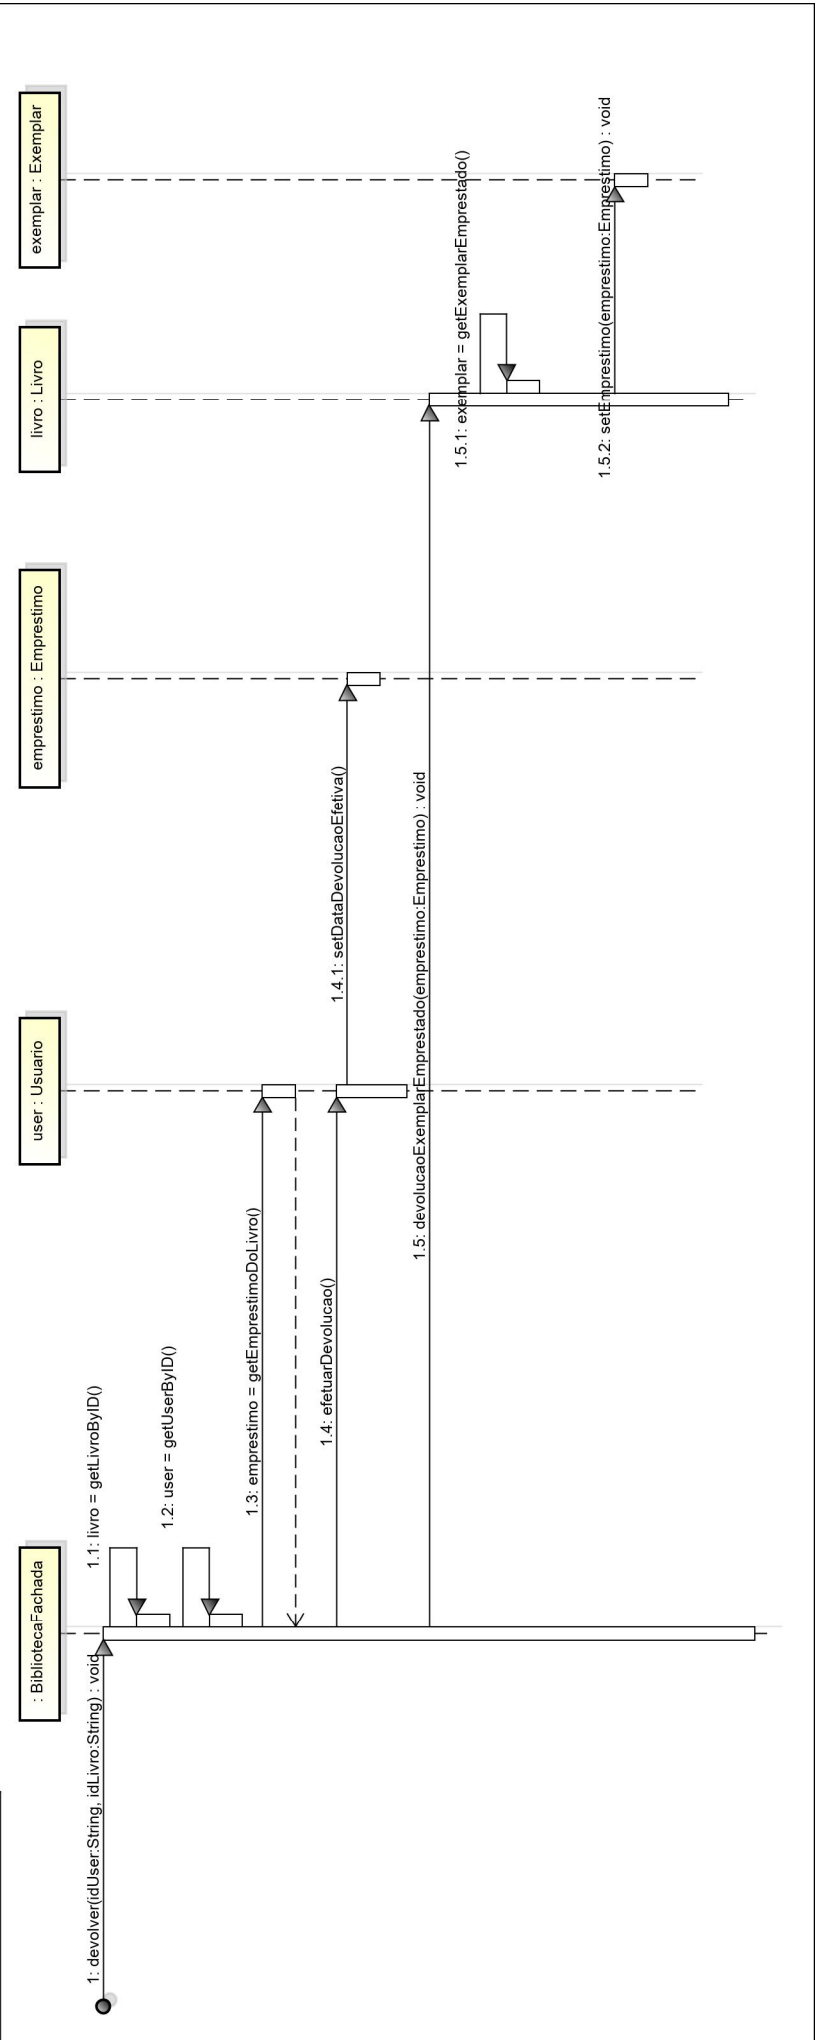 : BibliotecaFachada
user : Usuario
emprestimo : Emprestimo
livro : Livro
exemplar : Exemplar
1: devolver(idUser:String, idLivro:String) : void
1.1: livro = getLivroByID()
1.2: user = getUserByID()
1.3: emprestimo = getEmprestimoDoLivro()
1.4: efetuarDevolucao()
1.4.1: setDataDevolucaoEfetiva()
1.5: devolucaoExemplarEmprestado(emprestimo:Emprestimo) : void
1.5.1: exemplar = getExemplarEmprestado()
1.5.2: setEmprestimo(emprestimo:Emprestimo) : void